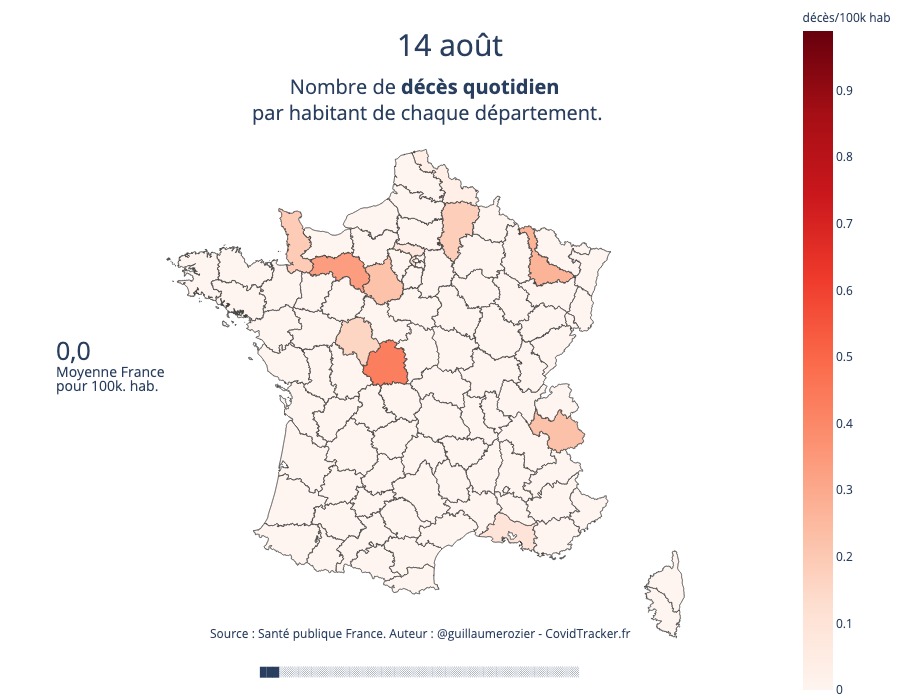 décès/100k hab
14 août
Nombre de décès quotidien
par habitant de chaque département.
0.9
0.8
0.7
0.6
0.5
0.4
0.3
0.2
0.1
0
0,0
Moyenne France
pour 100k. hab.
Source : Santé publique France. Auteur : @guillaumerozier - CovidTracker.fr